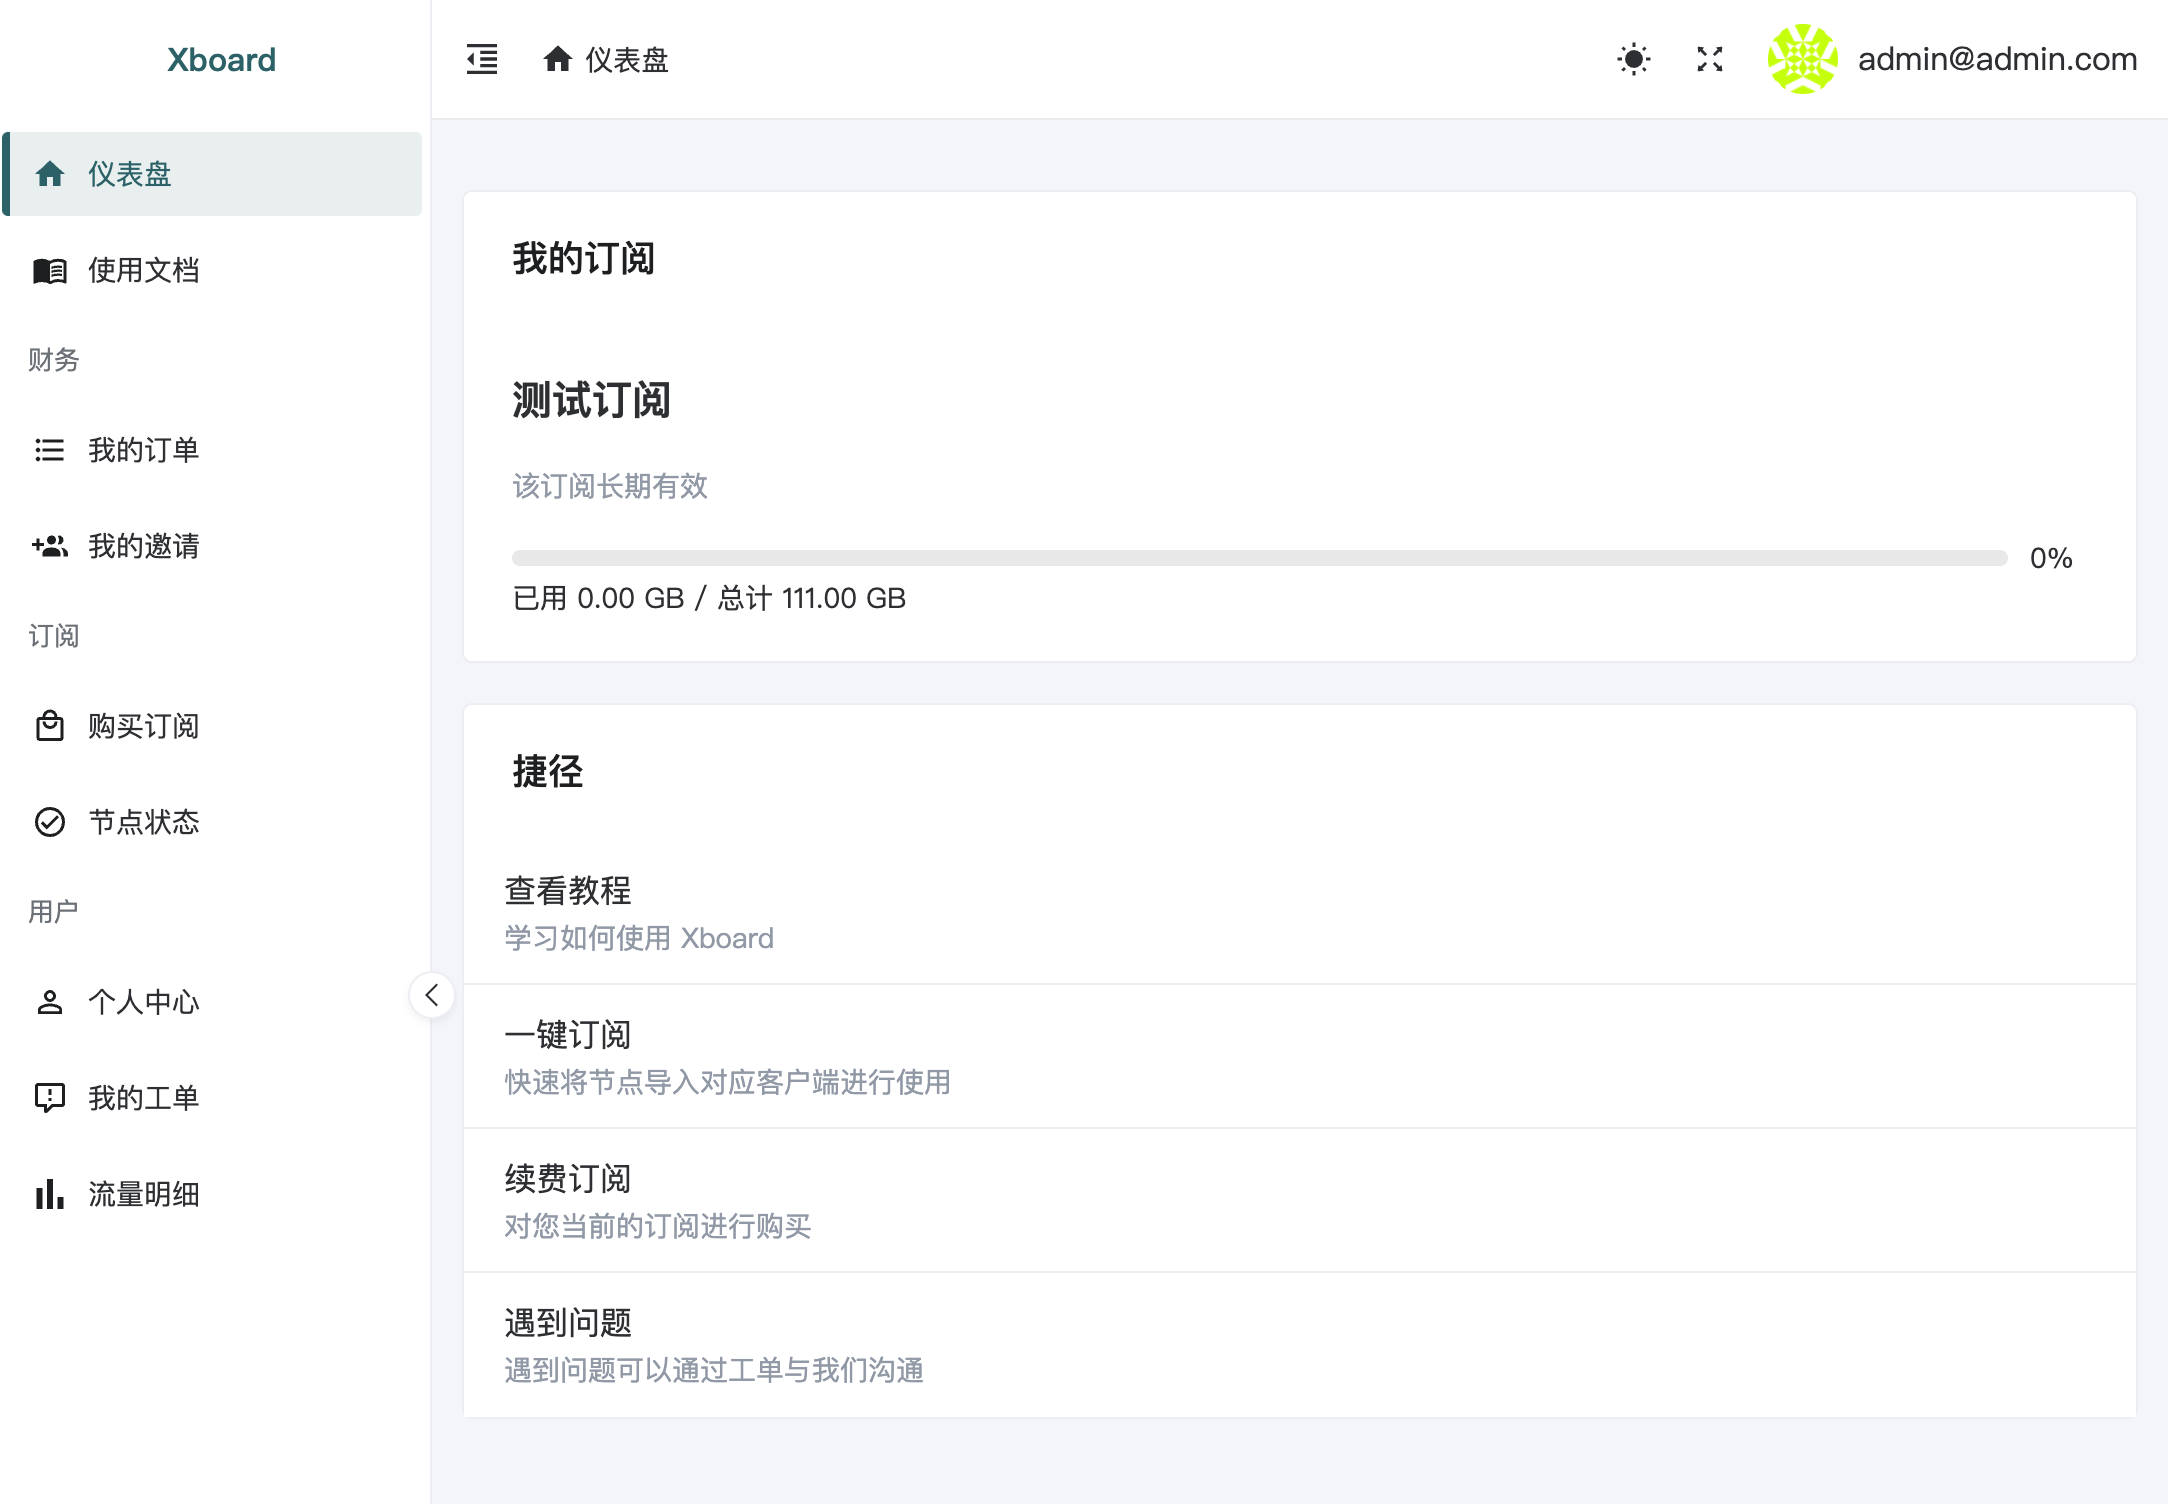 Xboard
仪表盘
使用文档
财务
我的订单
我的邀请
订阅
购买订阅
节点状态
用户
个人中心
我的工单
流量明细
仪表盘
admin@admin.com
我的订阅
测试订阅
该订阅长期有效
0%
已用 0.00 GB / 总计 111.00 GB
捷径
查看教程
学习如何使用 Xboard
一键订阅
快速将节点导入对应客户端进行使用
续费订阅
对您当前的订阅进行购买
遇到问题
遇到问题可以通过工单与我们沟通